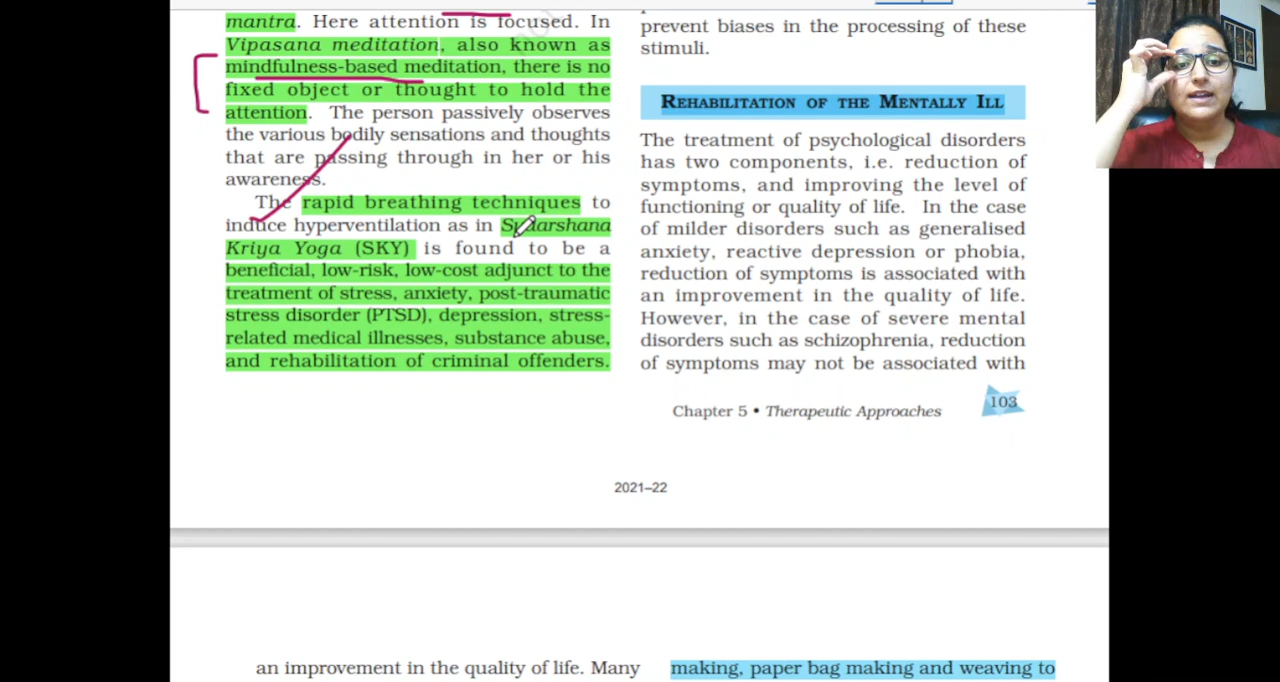 mantra. Here attention is focused. In
Vipasana meditation, also known as
mindfulness-based meditation, there is no
fixed object or thought to hold the
attention. The person passively observes
the various bodily sensations and thoughts
that are passing through in her or his
awareness.
The rapid breathing techniques to
induce hyperventilation as in Sudarshana
Kriya Yoga (SKY) is found to be a
beneficial, low-risk, low-cost adjunct to the
treatment of stress, anxiety, post-traumatic
stress disorder (PTSD), depression, stress-
related medical illnesses, substance abuse,
and rehabilitation of criminal offenders.
prevent biases in the processing of these
stimuli.
REHABILITATION OF THE MENTALLY ILL
The treatment of psychological disorders
has two components, i.e. reduction of
symptoms, and improving the level of
functioning or quality of life. In the case
of milder disorders such as generalised
anxiety, reactive depression or phobia,
reduction of symptoms is associated with
an improvement in the quality of life.
However, in the case of severe mental
disorders such as schizophrenia, reduction
of symptoms may not be associated with
Chapter 5 • Therapeutic Approaches
103
2021–22
an improvement in the quality of life. Many
making, paper bag making and weaving to